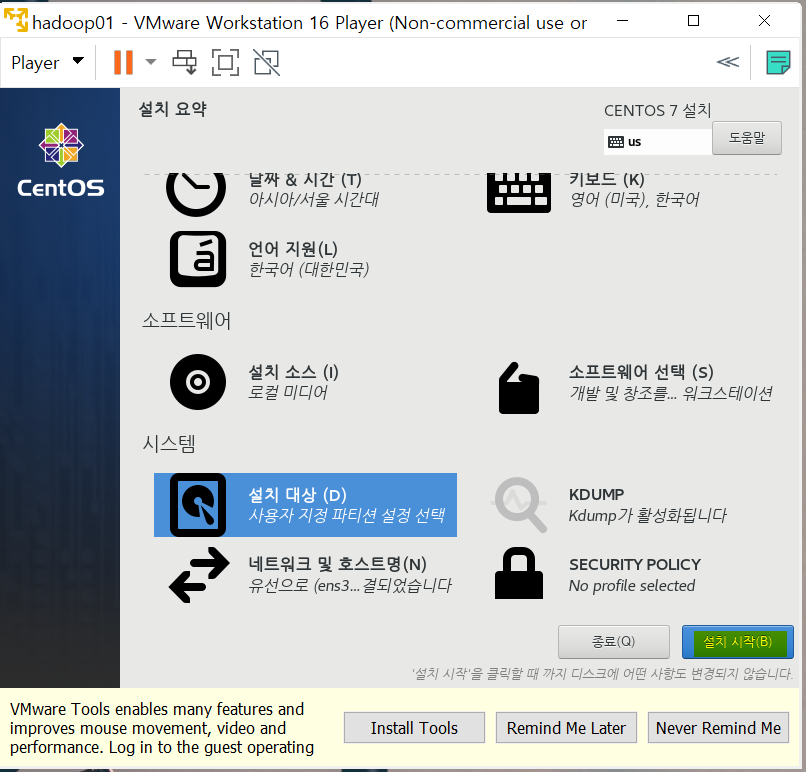 hadoop01 - VMware Workstation 16 Player (Non-commercial use or
Player
설치 요약
CENTOS 7 설치
us
도움말
CentOS
날짜 & 시간 (T)
아시아/서울 시간대
키보드 (K)
영어 (미국), 한국어
언어 지원(L)
한국어 (대한민국)
소프트웨어
설치 소스 (I)
로컬 미디어
소프트웨어 선택 (S)
개발 및 창조를... 워크스테이션
시스템
설치 대상 (D)
사용자 지정 파티션 설정 선택
KDUMP
Kdump가 활성화됩니다
네트워크 및 호스트명(N)
유선으로 (ens3...결되었습니다
SECURITY POLICY
No profile selected
종료(Q)
설치 시작(B)
'설치 시작'을 클릭할 때 까지 디스크에 어떤 사항도 변경되지 않습니다.
VMware Tools enables many features and
improves mouse movement, video and
performance. Log in to the guest operating
Install Tools
Remind Me Later
Never Remind Me